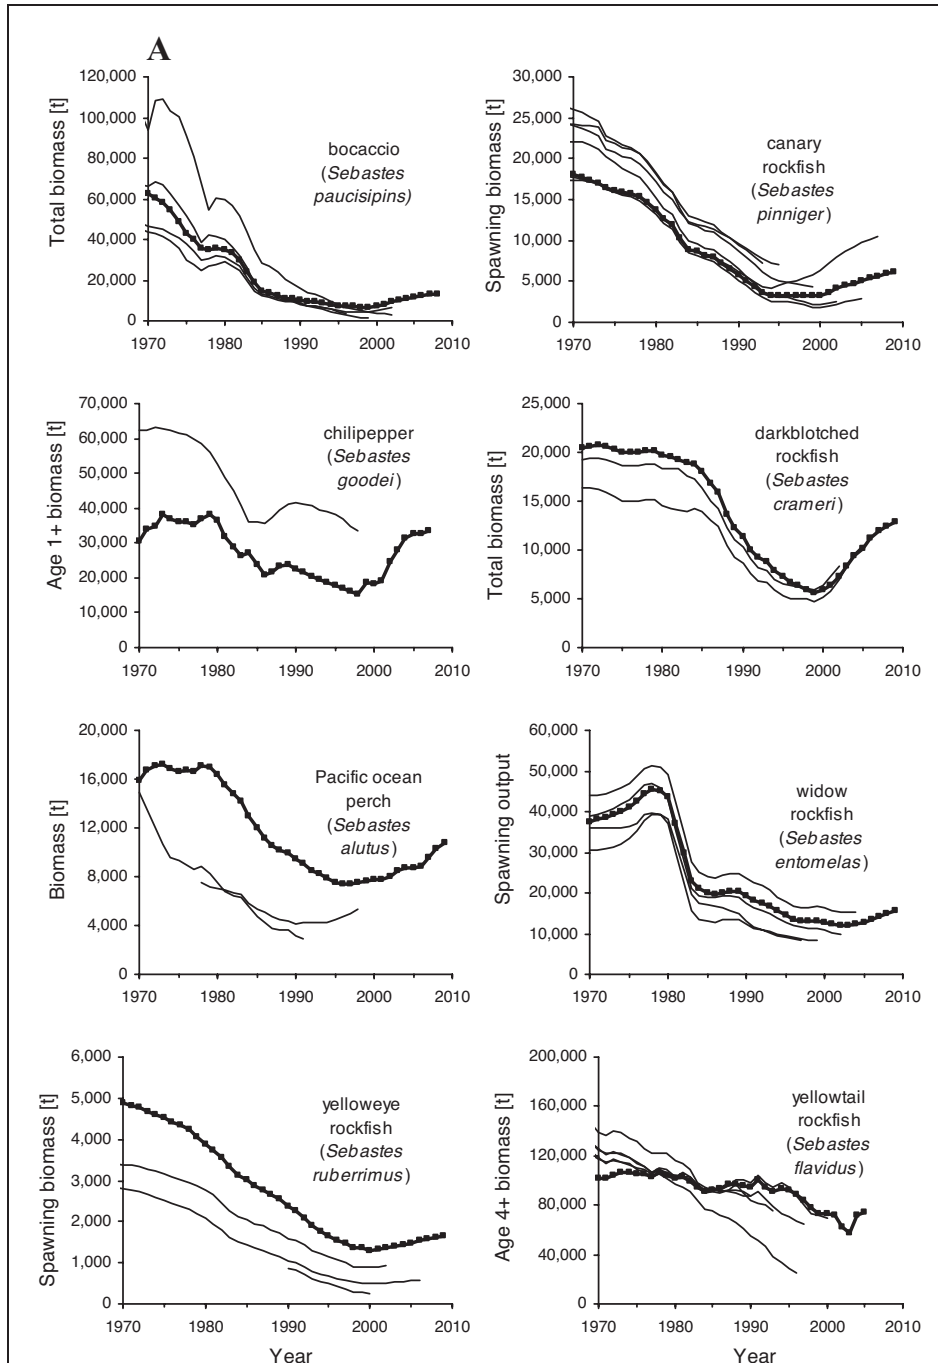 A
120,000
100,000
80,000
60,000
40,000
20,000
0
Total biomass [t]
bocaccio
(Sebastes
paucisipins)
1970 1980 1990 2000 2010
30,000
25,000
20,000
15,000
10,000
5,000
0
Spawning biomass [t]
canary
rockfish
(Sebastes
pinniger)
1970 1980 1990 2000 2010
70,000
60,000
50,000
40,000
30,000
20,000
10,000
0
Age 1+ biomass [t]
chilipepper
(Sebastes
goodei)
1970 1980 1990 2000 2010
25,000
20,000
15,000
10,000
5,000
0
Total biomass [t]
darkblotched
rockfish
(Sebastes
crameri)
1970 1980 1990 2000 2010
20,000
16,000
12,000
8,000
4,000
0
Biomass [t]
Pacific ocean
perch
(Sebastes
alutus)
1970 1980 1990 2000 2010
60,000
50,000
40,000
30,000
20,000
10,000
0
Spawning output
widow
rockfish
(Sebastes
entomelas)
1970 1980 1990 2000 2010
6,000
5,000
4,000
3,000
2,000
1,000
0
Spawning biomass [t]
yelloweye
rockfish
(Sebastes
ruberrimus)
1970 1980 1990 2000 2010
Year
200,000
160,000
120,000
80,000
40,000
0
Age 4+ biomass [t]
yellowtail
rockfish
(Sebastes
flavidus)
1970 1980 1990 2000 2010
Year